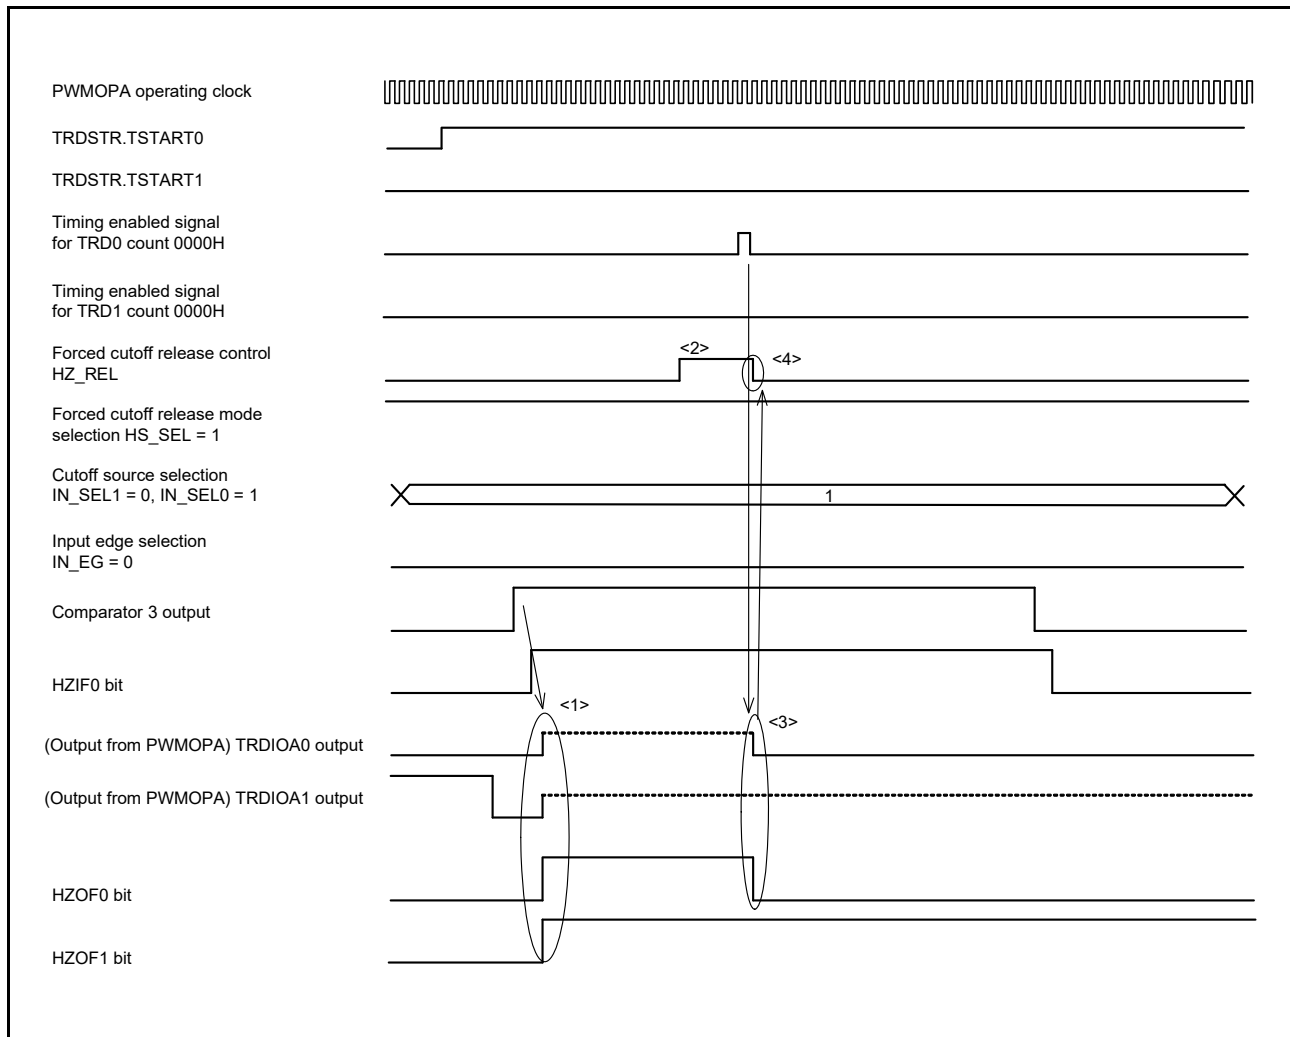 PWMOPA operating clock
TRDSTR.TSTART0
TRDSTR.TSTART1
Timing enabled signal
for TRD0 count 0000H
Timing enabled signal
for TRD1 count 0000H
Forced cutoff release control
HZ_REL
<2>
<4>
Forced cutoff release mode
selection HS_SEL = 1
Cutoff source selection
IN_SEL1 = 0, IN_SEL0 = 1
1
Input edge selection
IN_EG = 0
Comparator 3 output
HZIF0 bit
<1>
<3>
(Output from PWMOPA) TRDIOA0 output
(Output from PWMOPA) TRDIOA1 output
HZOF0 bit
HZOF1 bit